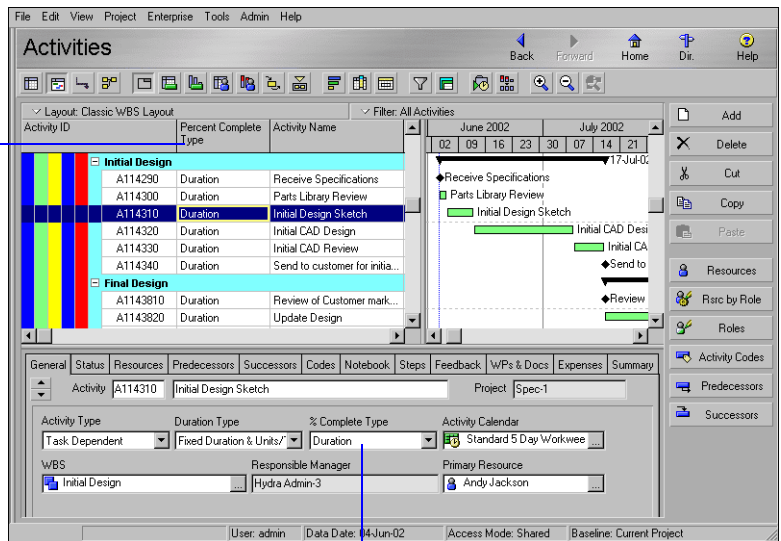 File Edit View Project Enterprise Tools Admin Help
Activities
Back Forward Home Dir. Help
Layout: Classic WBS Layout
Filter: All Activities
Activity ID
Percent Complete Type
Activity Name
June 2002 July 2002
02 09 16 23 30 07 14 21
Initial Design
17-Jul-02
A114290 Duration Receive Specifications
Receive Specifications
A114300 Duration Parts Library Review
Parts Library Review
A114310 Duration Initial Design Sketch
Initial Design Sketch
A114320 Duration Initial CAD Design
Initial CAD Desi
A114330 Duration Initial CAD Review
Initial CA
A114340 Duration Send to customer for initia...
Send to
Final Design
A1143810 Duration Review of Customer mark...
Review
A1143820 Duration Update Design
Add
Delete
Cut
Copy
Paste
Resources
Rsrc by Role
Roles
Activity Codes
Predecessors
Successors
General Status Resources Predecessors Successors Codes Notebook Steps Feedback WPs & Docs Expenses Summary
Activity A114310 Initial Design Sketch Project Spec-1
Activity Type Duration Type % Complete Type Activity Calendar
Task Dependent Fixed Duration & Units/ Duration Standard 5 Day Workwee ...
WBS Responsible Manager Primary Resource
Initial Design ... Hydra Admin-3 Andy Jackson ...
User: admin Data Date: 04-Jun-02 Access Mode: Shared Baseline: Current Project